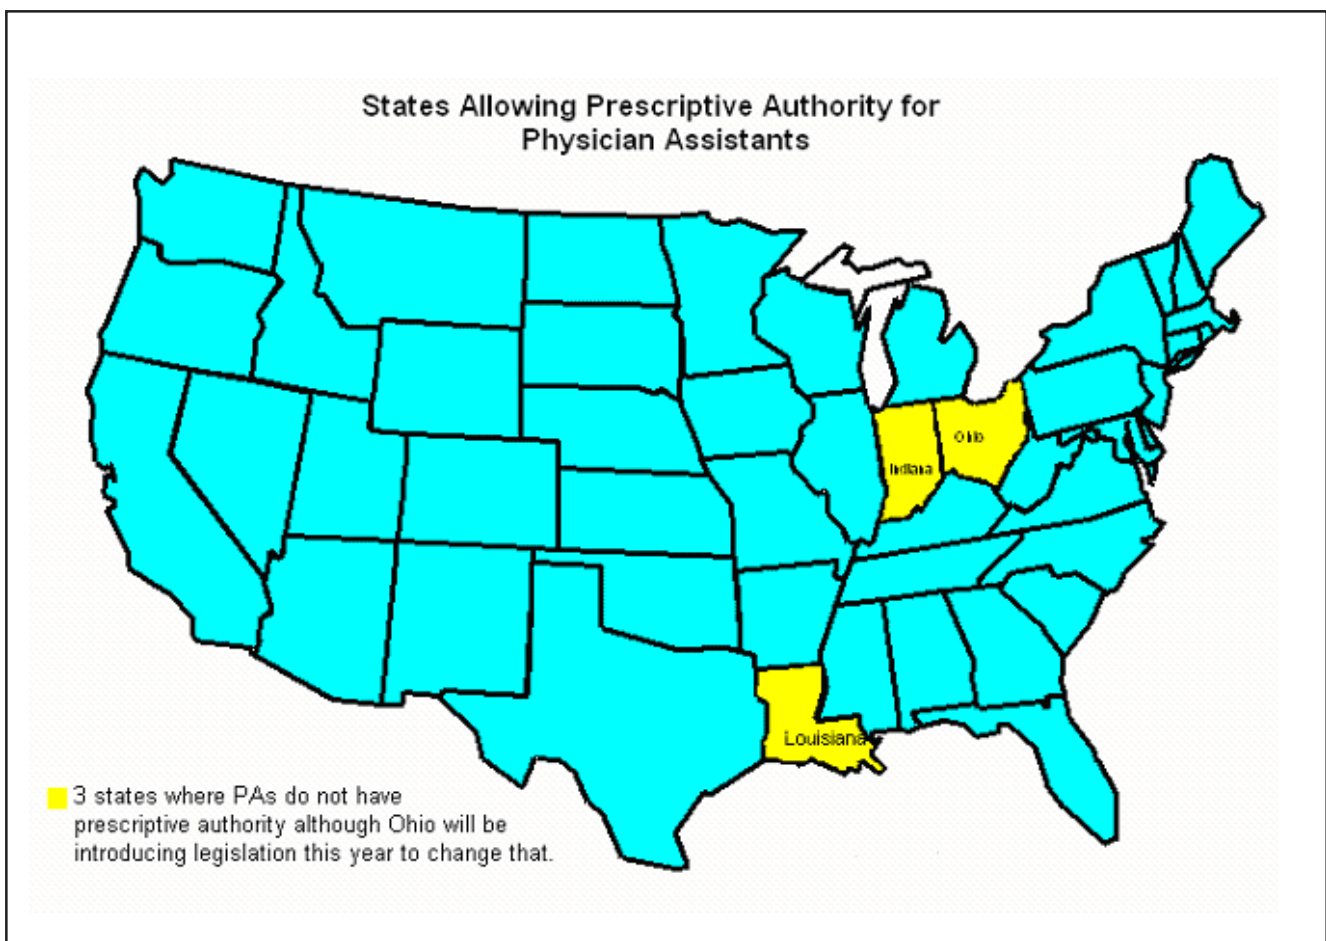 States Allowing Prescriptive Authority for
Physician Assistants
Ohio
Indiana
Louisiana
3 states where PAs do not have
prescriptive authority although Ohio will be
introducing legislation this year to change that.